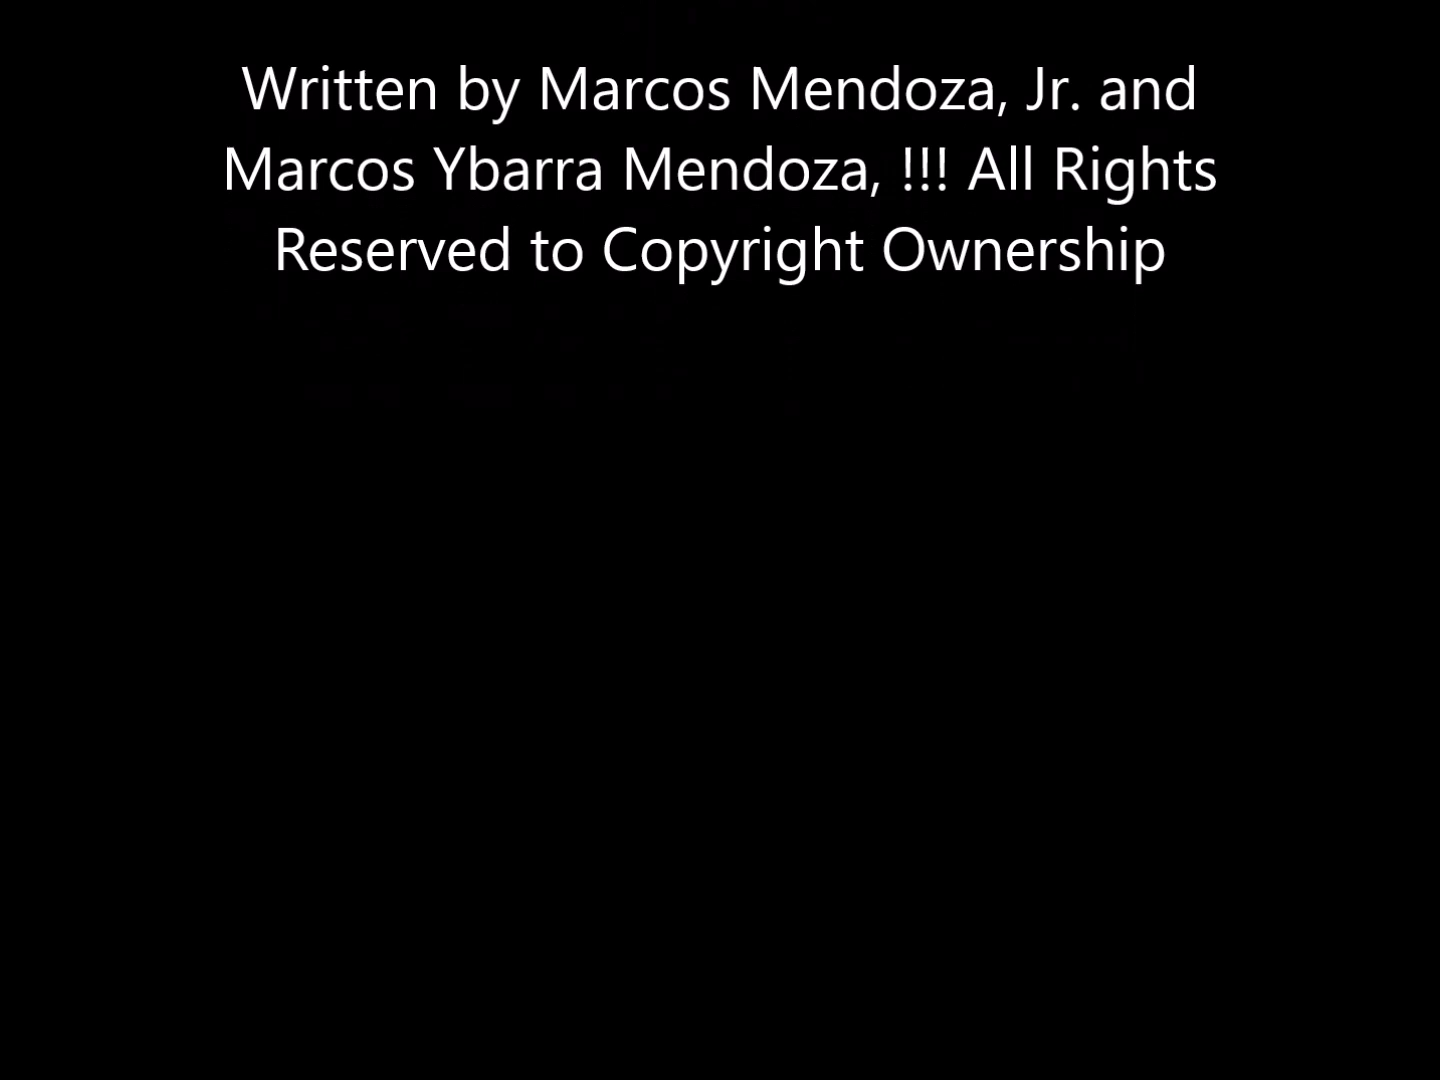 Written by Marcos Mendoza, Jr. and
Marcos Ybarra Mendoza, !!! All Rights
Reserved to Copyright Ownership